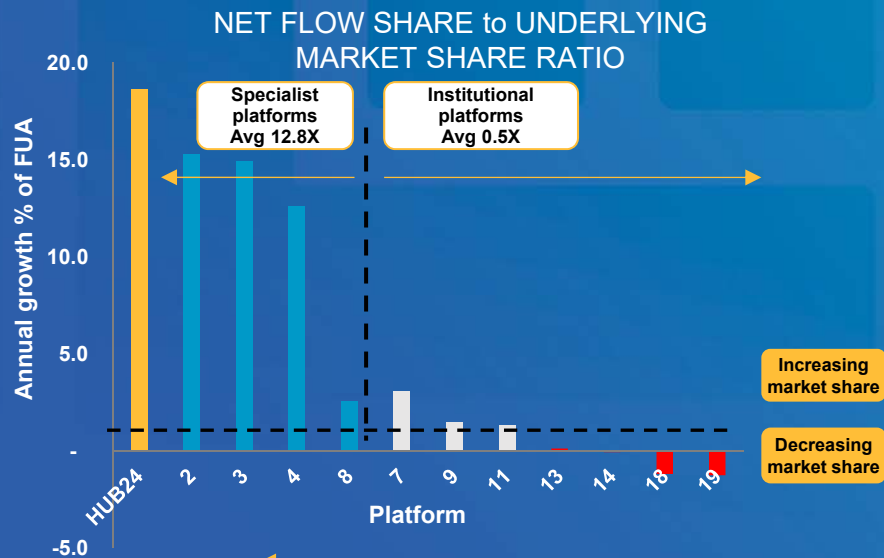 NET FLOW SHARE to UNDERLYING
MARKET SHARE RATIO
20.0
15.0
10.0
5.0
-
-5.0
Annual growth % of FUA
Specialist
platforms
Avg 12.8X
Institutional
platforms
Avg 0.5X
Increasing
market share
Decreasing
market share
HUB24
2
3
4
8
7
9
11
13
14
18
19
Platform